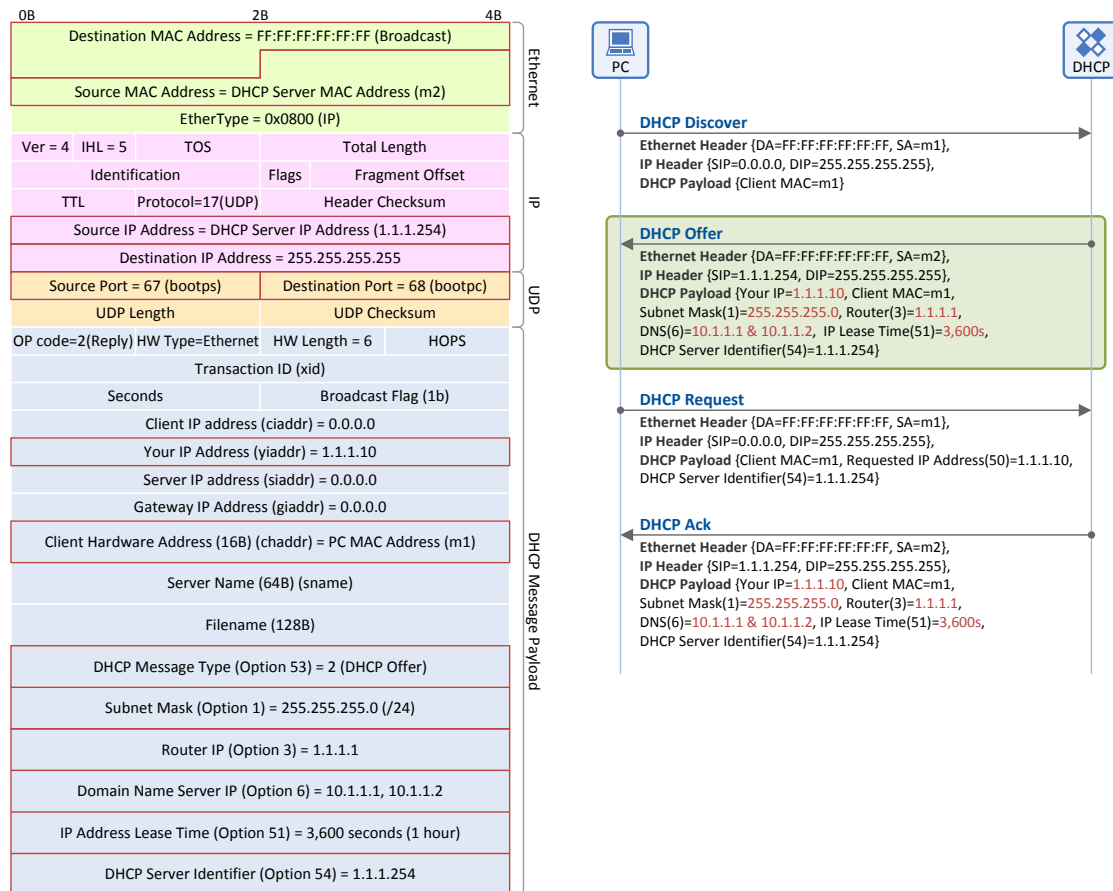 0B 2B 4B
Destination MAC Address = FF:FF:FF:FF:FF:FF (Broadcast)
Source MAC Address = DHCP Server MAC Address (m2)
EtherType = 0x0800 (IP)
Ethernet
Ver = 4 IHL = 5 TOS Total Length
Identification Flags Fragment Offset
TTL Protocol=17(UDP) Header Checksum
Source IP Address = DHCP Server IP Address (1.1.1.254)
Destination IP Address = 255.255.255.255
IP
Source Port = 67 (bootps) Destination Port = 68 (bootpc)
UDP Length UDP Checksum
UDP
OP code=2(Reply) HW Type=Ethernet HW Length = 6 HOPS
Transaction ID (xid)
Seconds Broadcast Flag (1b)
Client IP address (ciaddr) = 0.0.0.0
Your IP Address (yiaddr) = 1.1.1.10
Server IP address (siaddr) = 0.0.0.0
Gateway IP Address (giaddr) = 0.0.0.0
Client Hardware Address (16B) (chaddr) = PC MAC Address (m1)
Server Name (64B) (sname)
Filename (128B)
DHCP Message Type (Option 53) = 2 (DHCP Offer)
Subnet Mask (Option 1) = 255.255.255.0 (/24)
Router IP (Option 3) = 1.1.1.1
Domain Name Server IP (Option 6) = 10.1.1.1, 10.1.1.2
IP Address Lease Time (Option 51) = 3,600 seconds (1 hour)
DHCP Server Identifier (Option 54) = 1.1.1.254
DHCP Message Payload
PC DHCP
DHCP Discover
Ethernet Header {DA=FF:FF:FF:FF:FF:FF, SA=m1},
IP Header {SIP=0.0.0.0, DIP=255.255.255.255},
DHCP Payload {Client MAC=m1}
DHCP Offer
Ethernet Header {DA=FF:FF:FF:FF:FF:FF, SA=m2},
IP Header {SIP=1.1.1.254, DIP=255.255.255.255},
DHCP Payload {Your IP=1.1.1.10, Client MAC=m1,
Subnet Mask(1)=255.255.255.0, Router(3)=1.1.1.1,
DNS(6)=10.1.1.1 & 10.1.1.2, IP Lease Time(51)=3,600s,
DHCP Server Identifier(54)=1.1.1.254}
DHCP Request
Ethernet Header {DA=FF:FF:FF:FF:FF:FF, SA=m1},
IP Header {SIP=0.0.0.0, DIP=255.255.255.255},
DHCP Payload {Client MAC=m1, Requested IP Address(50)=1.1.1.10,
DHCP Server Identifier(54)=1.1.1.254}
DHCP Ack
Ethernet Header {DA=FF:FF:FF:FF:FF:FF, SA=m2},
IP Header {SIP=1.1.1.254, DIP=255.255.255.255},
DHCP Payload {Your IP=1.1.1.10, Client MAC=m1,
Subnet Mask(1)=255.255.255.0, Router(3)=1.1.1.1,
DNS(6)=10.1.1.1 & 10.1.1.2, IP Lease Time(51)=3,600s,
DHCP Server Identifier(54)=1.1.1.254}